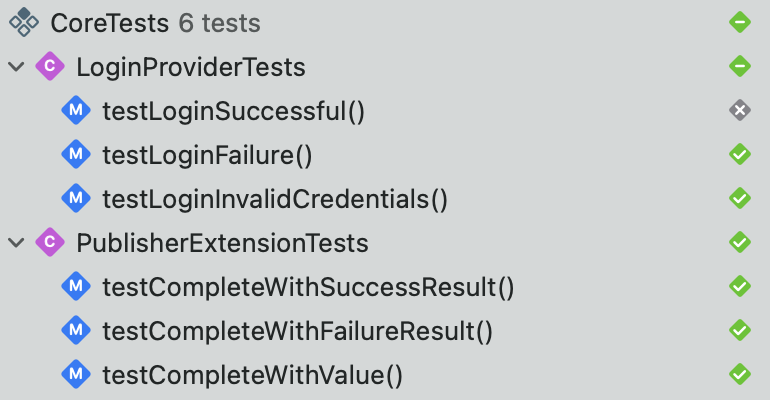 CoreTests 6 tests
C LoginProviderTests
M testLoginSuccessful()
M testLoginFailure()
M testLoginInvalidCredentials()
C PublisherExtensionTests
M testCompleteWithSuccessResult()
M testCompleteWithFailureResult()
M testCompleteWithValue()